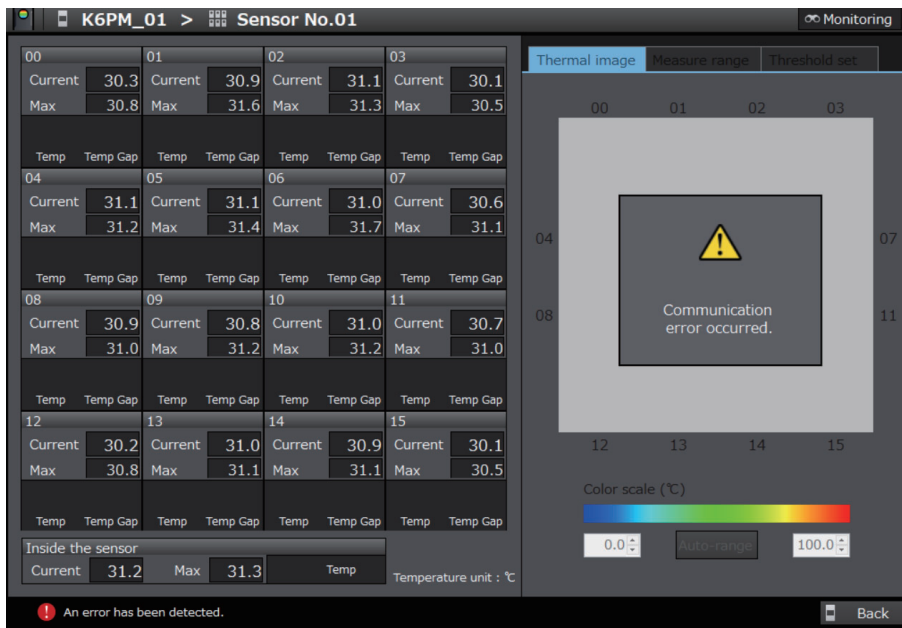 K6PM_01 > Sensor No.01
Monitoring
00 01 02 03
Current 30.3 Current 30.9 Current 31.1 Current 30.1
Max 30.8 Max 31.6 Max 31.3 Max 30.5
Temp Temp Gap Temp Temp Gap Temp Temp Gap Temp Temp Gap
04 05 06 07
Current 31.1 Current 31.1 Current 31.0 Current 30.6
Max 31.2 Max 31.4 Max 31.7 Max 31.1
Temp Temp Gap Temp Temp Gap Temp Temp Gap Temp Temp Gap
08 09 10 11
Current 30.9 Current 30.8 Current 31.0 Current 30.7
Max 31.0 Max 31.2 Max 31.2 Max 31.0
Temp Temp Gap Temp Temp Gap Temp Temp Gap Temp Temp Gap
12 13 14 15
Current 30.2 Current 31.0 Current 30.9 Current 30.1
Max 30.8 Max 31.1 Max 31.1 Max 30.5
Temp Temp Gap Temp Temp Gap Temp Temp Gap Temp Temp Gap
Inside the sensor
Current 31.2 Max 31.3 Temp
Temperature unit : ℃
Thermal image Measure range Threshold set
00 01 02 03
04 07
08 11
Communication
error occurred.
12 13 14 15
Color scale (℃)
0.0 Auto-range 100.0
An error has been detected.
Back